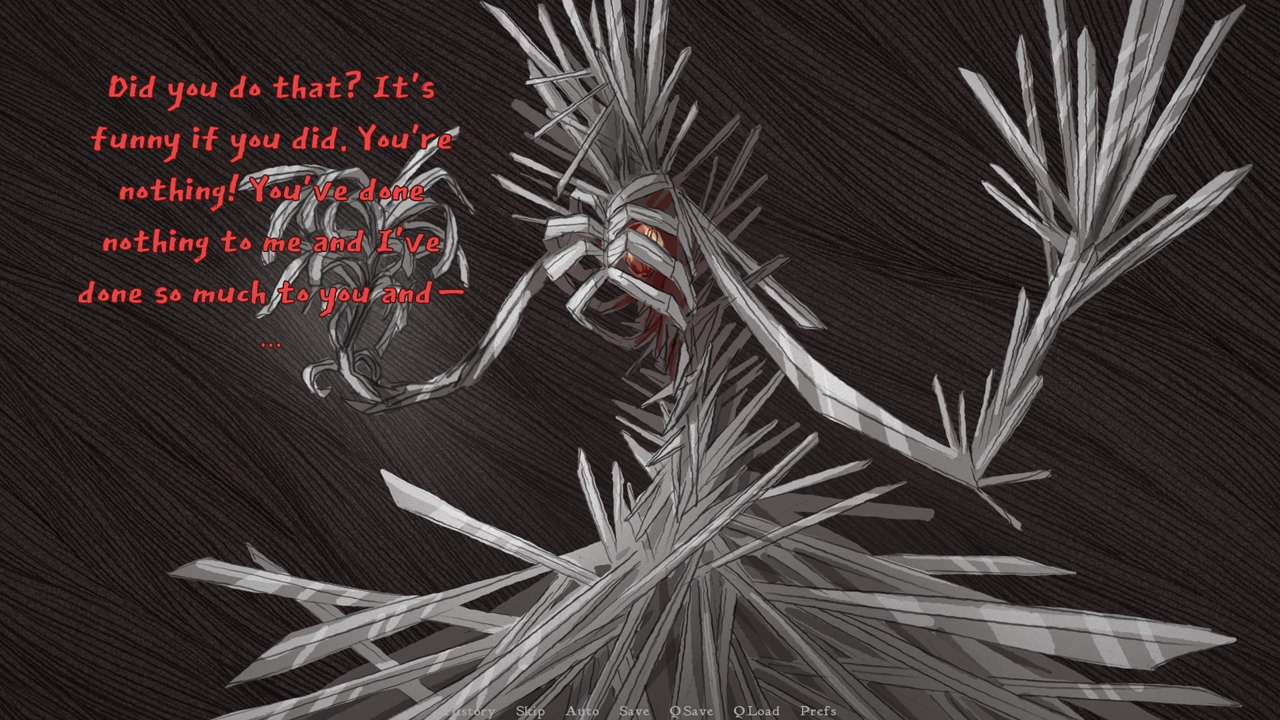 Did you do that? It's
funny if you did. You're
nothing! You've done
nothing to me and I've
done so much to you and—
...
History Skip Auto Save Q.Save Q.Load Prefs